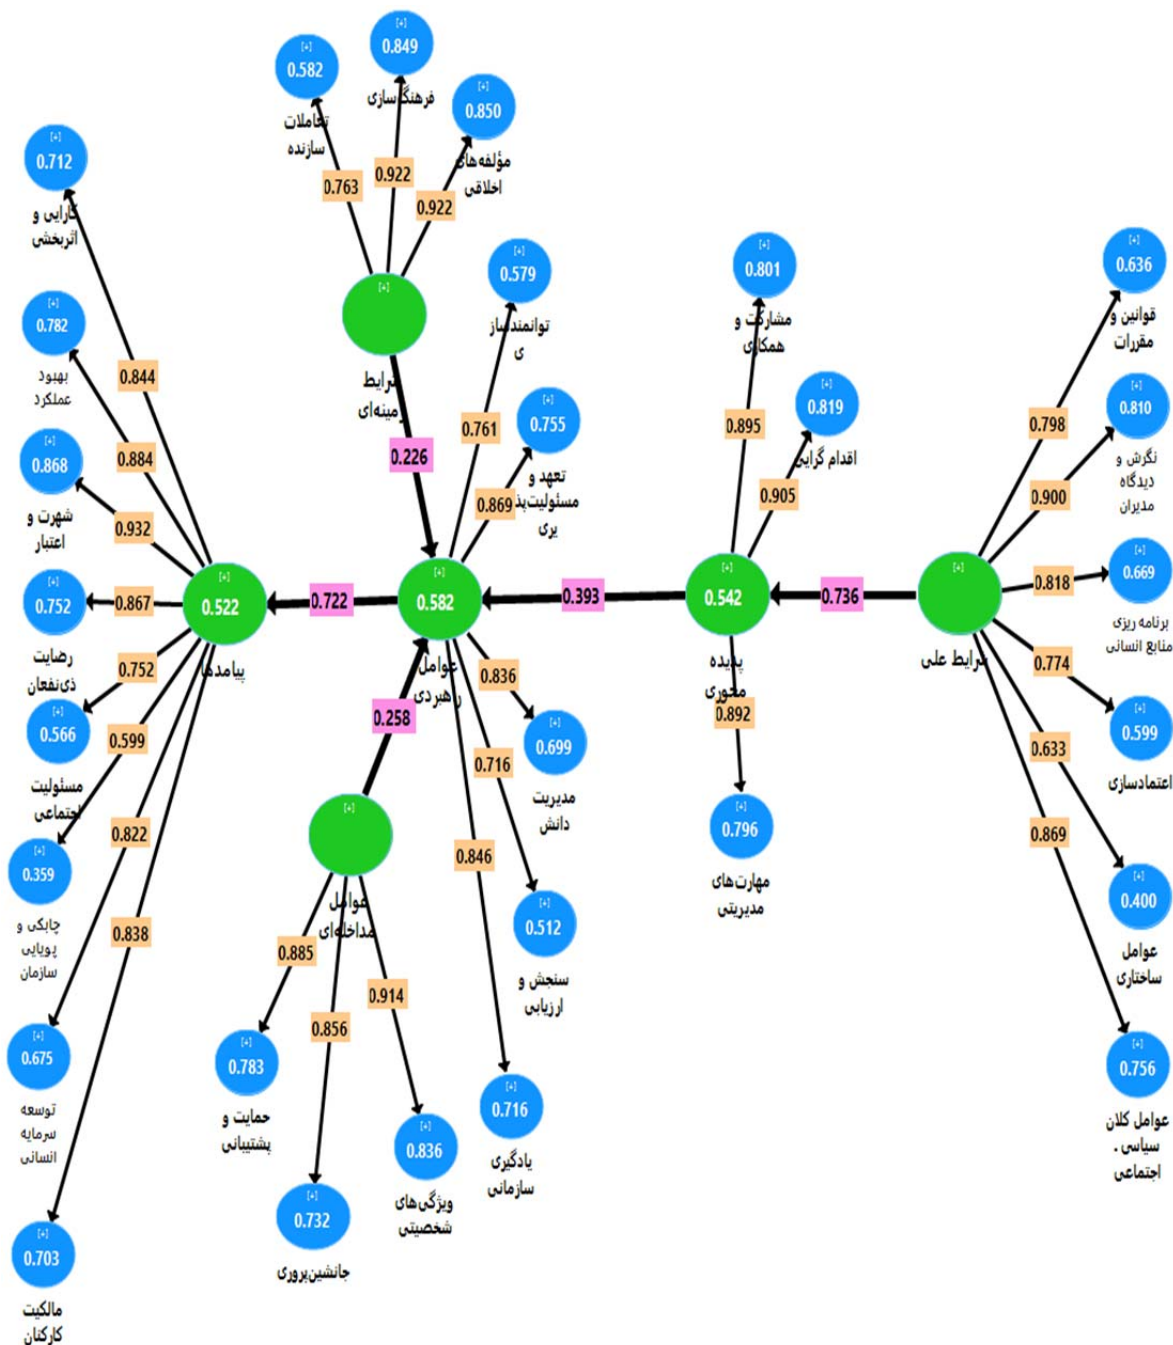 [+]
0.849
فرهنگ سازی
[+]
0.582
تعاملات
سازنده
[+]
0.850
مؤلفه‌های
اخلاقی
0.763
0.922
0.922
[+]
شرایط
زمینه‌ای
0.226
[+]
0.712
کارایی و
اثربخشی
[+]
0.782
بهبود
عملکرد
[+]
0.868
شهرت و
اعتبار
[+]
0.752
رضایت
ذی‌نفعان
[+]
0.566
مسئولیت
اجتماعی
[+]
0.359
چابکی و
پویایی
سازمان
[+]
0.675
توسعه
سرمایه
انسانی
[+]
0.703
مالکیت
کارکنان
0.844
0.884
0.932
0.867
0.752
0.599
0.822
0.838
[+]
0.522
پیامدها
0.722
[+]
0.579
توانمندساز
ی
[+]
0.755
تعهد و
مسئولیت‌پذ
یری
0.761
0.869
[+]
0.582
عوامل
راهبردی
0.836
0.716
0.846
[+]
0.699
مدیریت
دانش
[+]
0.512
سنجش و
ارزیابی
[+]
0.716
یادگیری
سازمانی
0.258
[+]
عوامل
مداخله‌ای
0.885
0.856
0.914
[+]
0.783
حمایت و
پشتیبانی
[+]
0.732
جانشین‌پروری
[+]
0.836
ویژگی‌های
شخصیتی
0.393
[+]
0.801
مشارکت و
همکاری
[+]
0.819
اقدام گرایی
0.895
0.905
[+]
0.542
پدیده
محوری
0.892
[+]
0.796
مهارت‌های
مدیریتی
0.736
[+]
شرایط علی
0.798
0.900
0.818
0.774
0.633
0.869
[+]
0.636
قوانین و
مقررات
[+]
0.810
نگرش و
دیدگاه
مدیران
[+]
0.669
برنامه ریزی
منابع انسانی
[+]
0.599
اعتمادسازی
[+]
0.400
عوامل
ساختاری
[+]
0.756
عوامل کلان
سیاسی .
اجتماعی